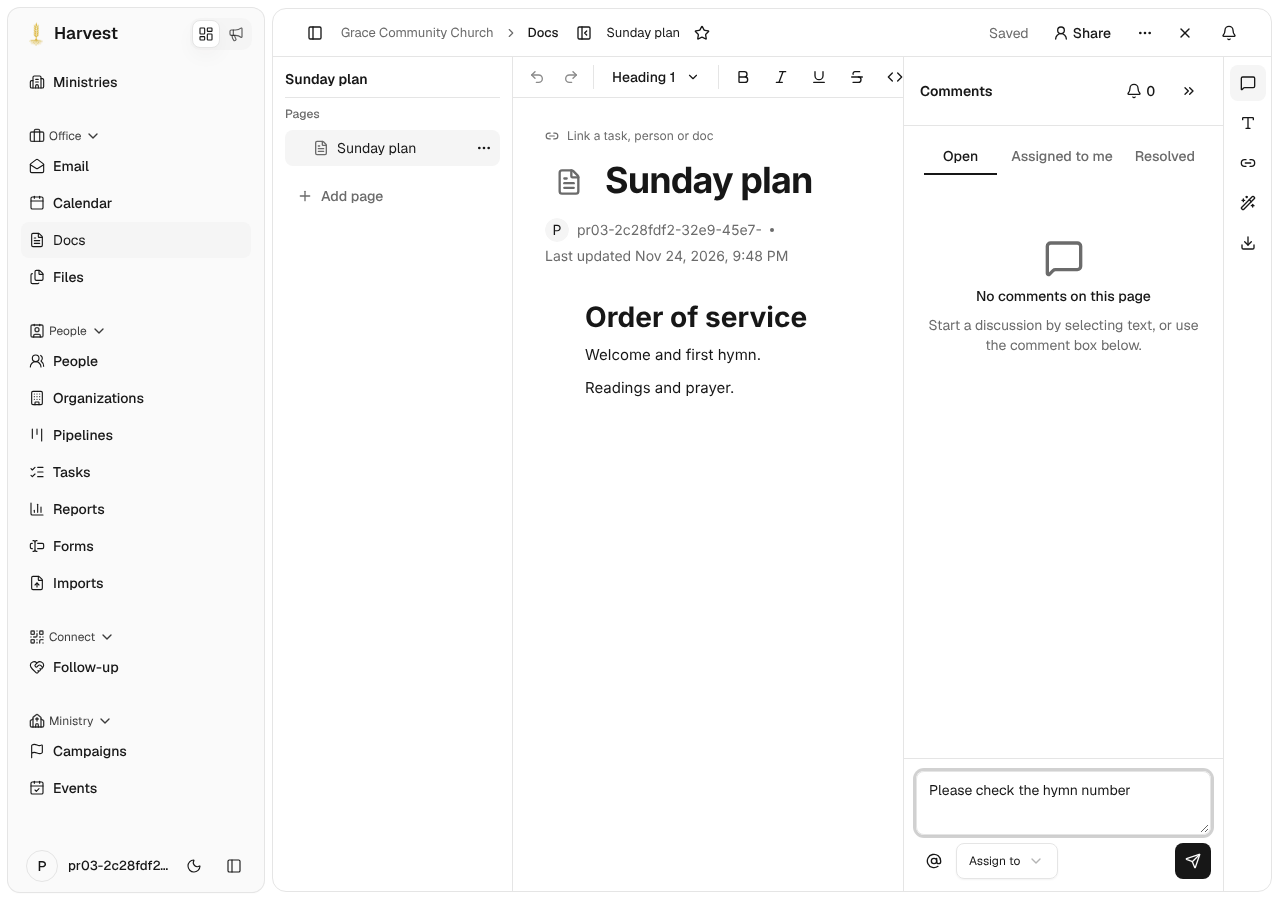 Harvest
Ministries
Office
Email
Calendar
Docs
Files
People
People
Organizations
Pipelines
Tasks
Reports
Forms
Imports
Connect
Follow-up
Ministry
Campaigns
Events
P pr03-2c28fdf2...
Grace Community Church > Docs Sunday plan
Saved Share
Sunday plan
Pages
Sunday plan
Add page
Heading 1 B I U S
Link a task, person or doc
Sunday plan
P pr03-2c28fdf2-32e9-45e7- •
Last updated Nov 24, 2026, 9:48 PM
Order of service
Welcome and first hymn.
Readings and prayer.
Comments 0
Open Assigned to me Resolved
No comments on this page
Start a discussion by selecting text, or use
the comment box below.
Please check the hymn number
@ Assign to
T